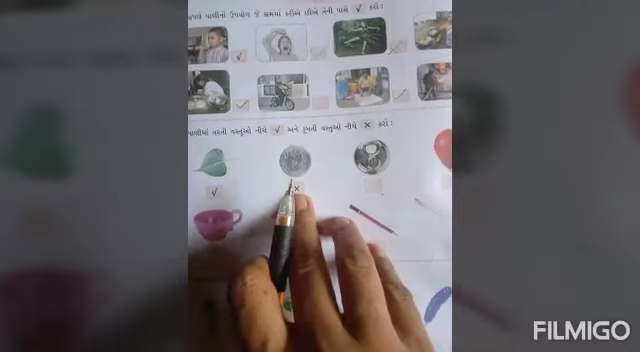 પાણીનો ઉપયોગ જે કામમાં કરીએ છીએ તેની પાસે √ કરો :
પાણીમાં તરતી વસ્તુઓ નીચે √ અને ડૂબતી વસ્તુઓ નીચે × કરો :
FILMIGO